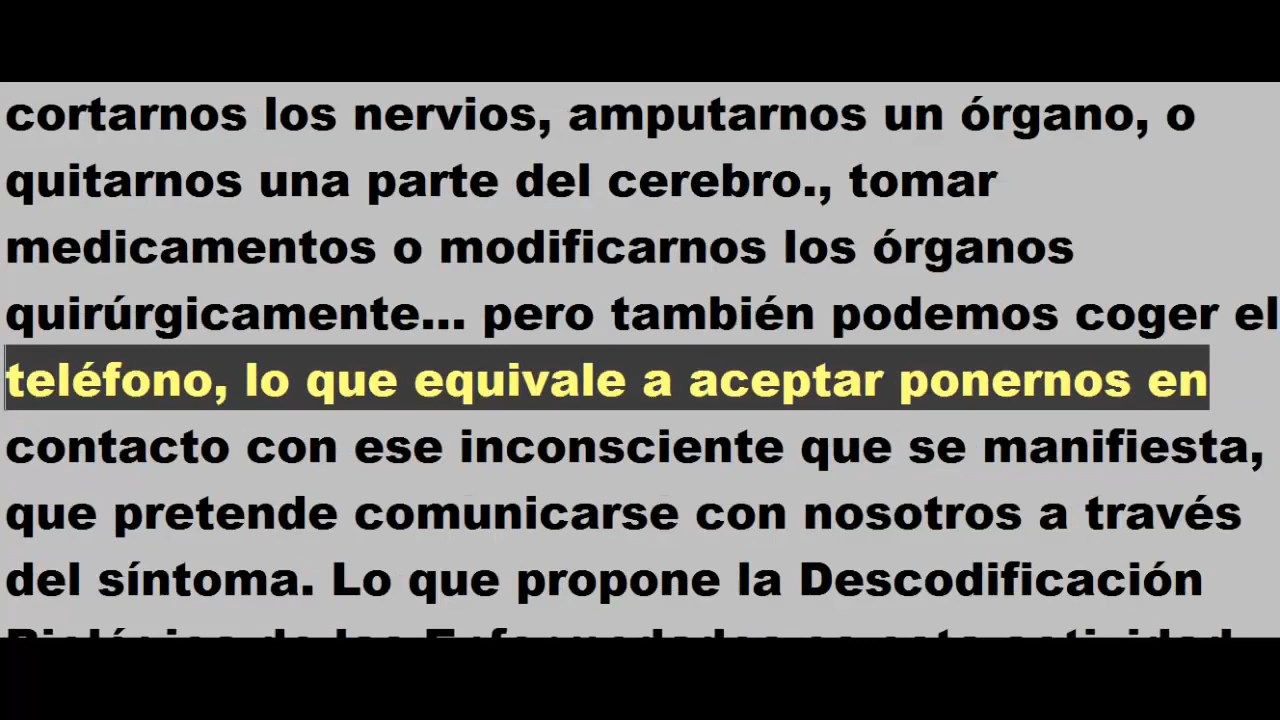 cortarnos los nervios, amputarnos un órgano, o
quitarnos una parte del cerebro., tomar
medicamentos o modificarnos los órganos
quirúrgicamente... pero también podemos coger el
teléfono, lo que equivale a aceptar ponernos en
contacto con ese inconsciente que se manifiesta,
que pretende comunicarse con nosotros a través
del síntoma. Lo que propone la Descodificación